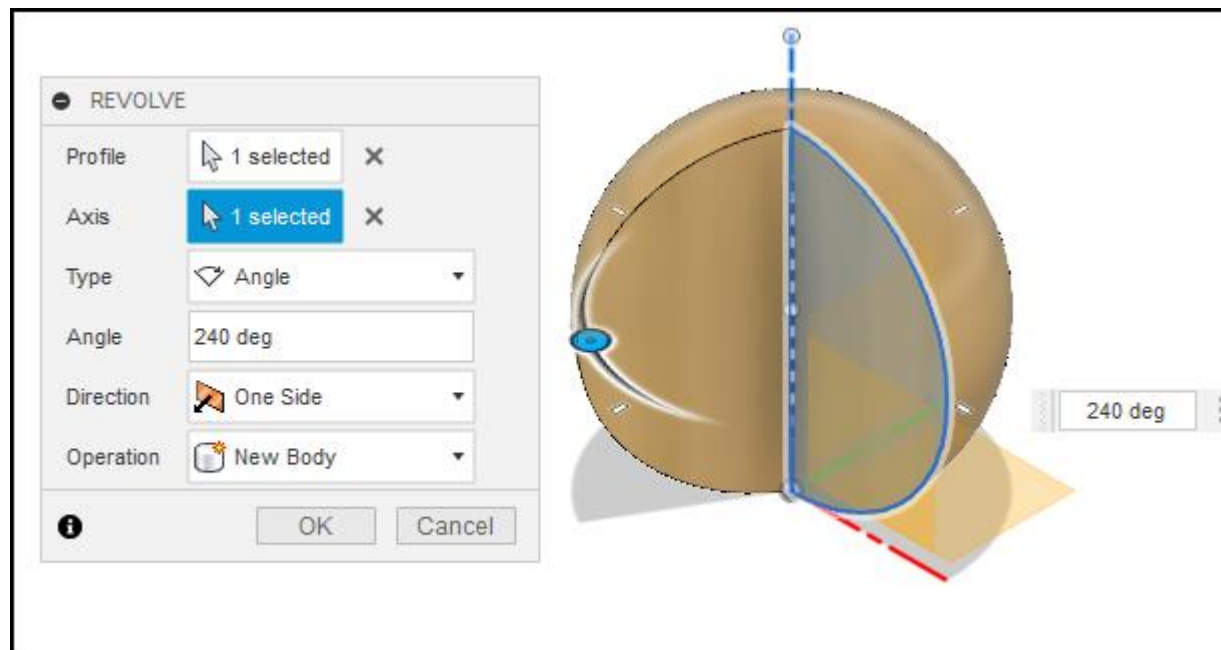 REVOLVE
Profile 1 selected
Axis 1 selected
Type Angle
Angle 240 deg
Direction One Side
Operation New Body
OK Cancel
240 deg